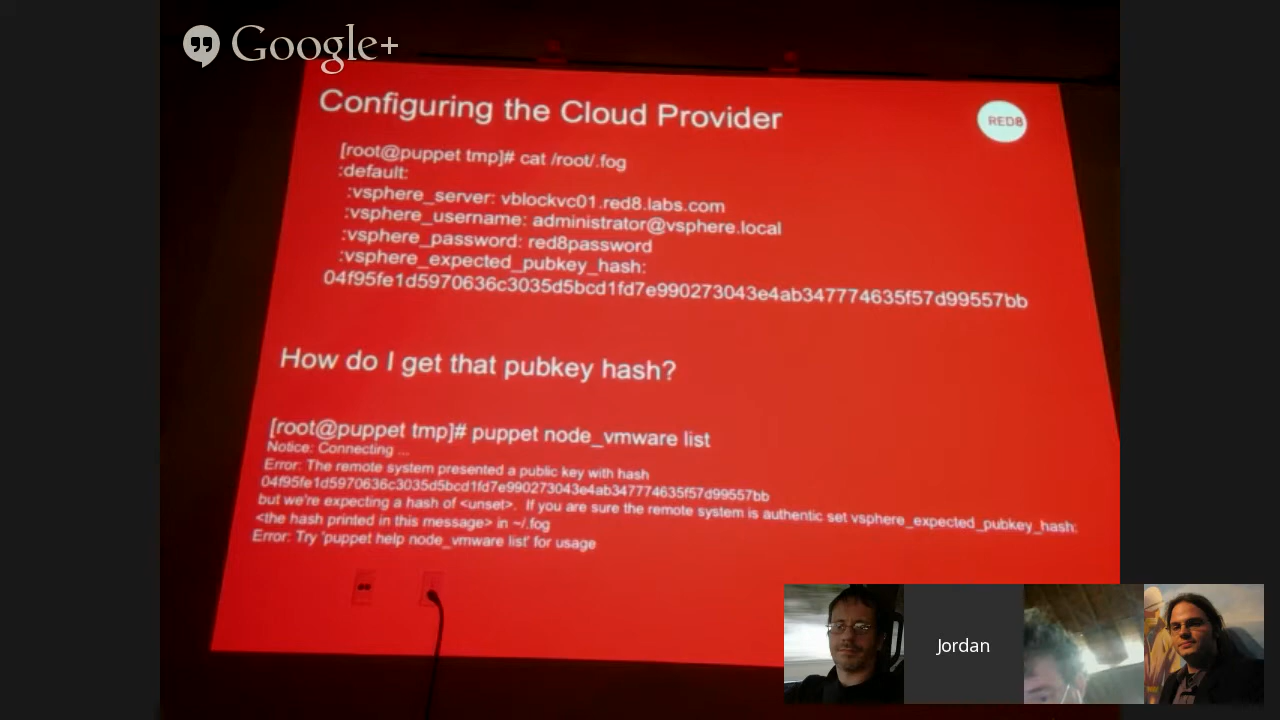 Google+
Configuring the Cloud Provider
RED8
[root@puppet tmp]# cat /root/.fog
:default:
:vsphere_server: vblockvc01.red8.labs.com
:vsphere_username: administrator@vsphere.local
:vsphere_password: red8password
:vsphere_expected_pubkey_hash:
04f95fe1d5970636c3035d5bcd1fd7e990273043e4ab347774635f57d99557bb
How do I get that pubkey hash?
[root@puppet tmp]# puppet node_vmware list
Notice: Connecting ...
Error: The remote system presented a public key with hash
04f95fe1d5970636c3035d5bcd1fd7e990273043e4ab347774635f57d99557bb
but we're expecting a hash of <unset>. If you are sure the remote system is authentic set vsphere_expected_pubkey_hash:
<the hash printed in this message> in ~/.fog
Error: Try 'puppet help node_vmware list' for usage
Jordan